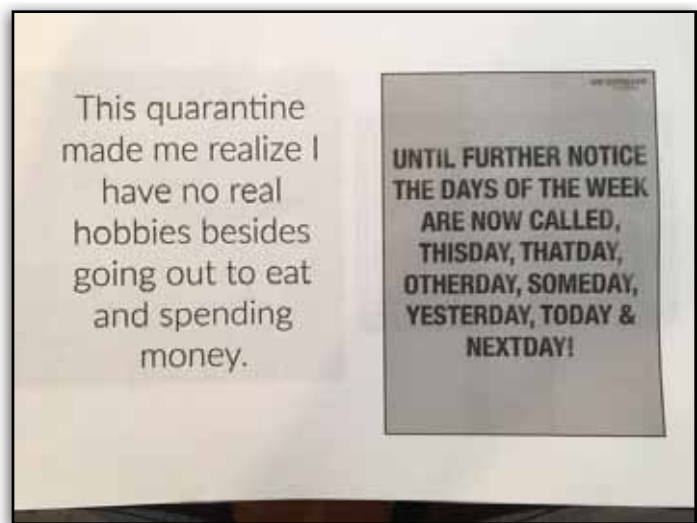 This quarantine
made me realize I
have no real
hobbies besides
going out to eat
and spending
money.
UNTIL FURTHER NOTICE
THE DAYS OF THE WEEK
ARE NOW CALLED,
THISDAY, THATDAY,
OTHERDAY, SOMEDAY,
YESTERDAY, TODAY &
NEXTDAY!